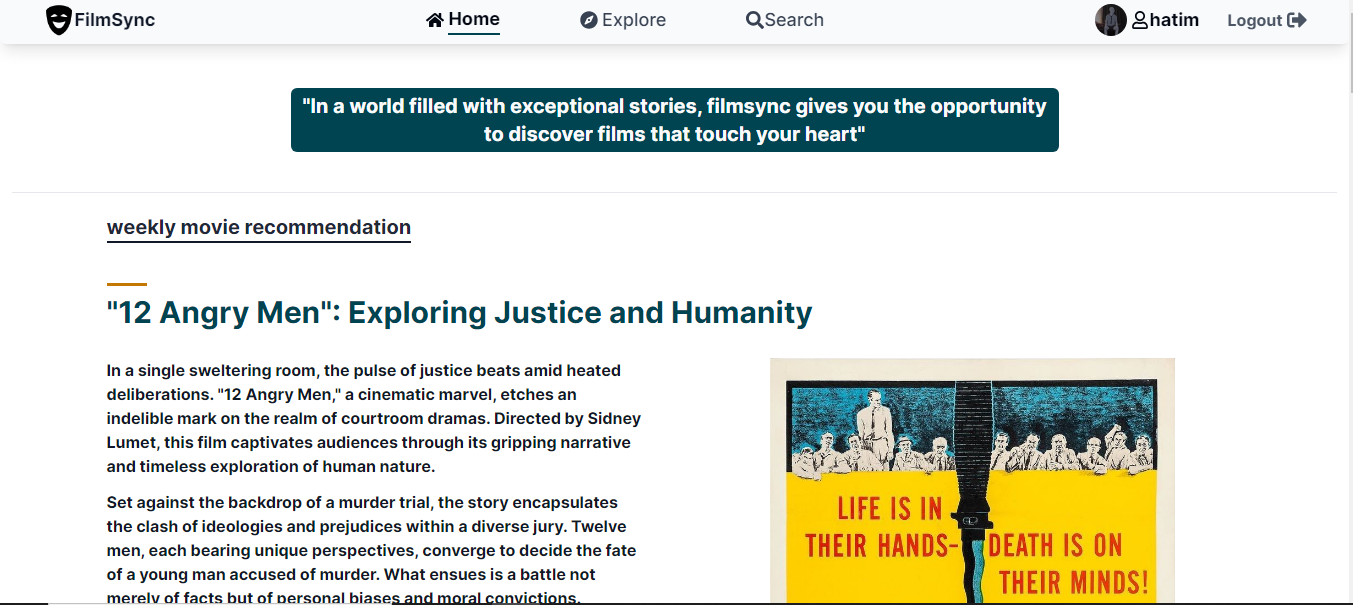 FilmSync
Home
Explore
Search
hatim
Logout
"In a world filled with exceptional stories, filmsync gives you the opportunity
to discover films that touch your heart"
weekly movie recommendation
"12 Angry Men": Exploring Justice and Humanity
In a single sweltering room, the pulse of justice beats amid heated
deliberations. "12 Angry Men," a cinematic marvel, etches an
indelible mark on the realm of courtroom dramas. Directed by Sidney
Lumet, this film captivates audiences through its gripping narrative
and timeless exploration of human nature.
Set against the backdrop of a murder trial, the story encapsulates
the clash of ideologies and prejudices within a diverse jury. Twelve
men, each bearing unique perspectives, converge to decide the fate
of a young man accused of murder. What ensues is a battle not
merely of facts but of personal biases and moral convictions.
LIFE IS IN
THEIR HANDS-
DEATH IS ON
THEIR MINDS!